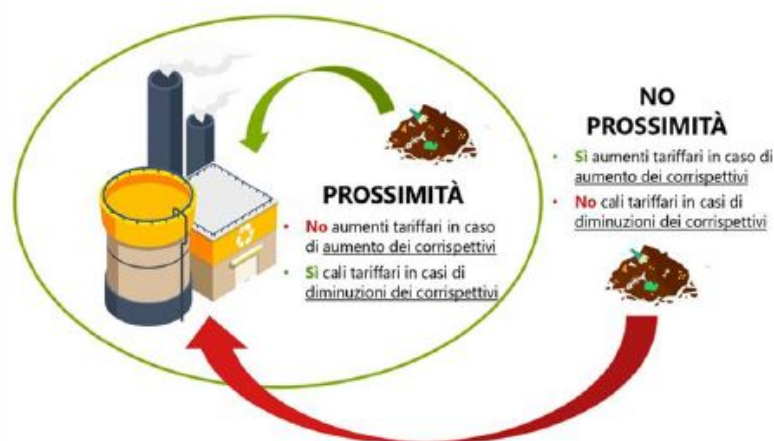 PROSSIMITÀ
No aumenti tariffari in caso
di aumento dei corrispettivi
Sì cali tariffari in casi di
diminuzioni dei corrispettivi
NO
PROSSIMITÀ
Sì aumenti tariffari in caso di
aumento dei corrispettivi
No cali tariffari in casi di
diminuzioni dei corrispettivi